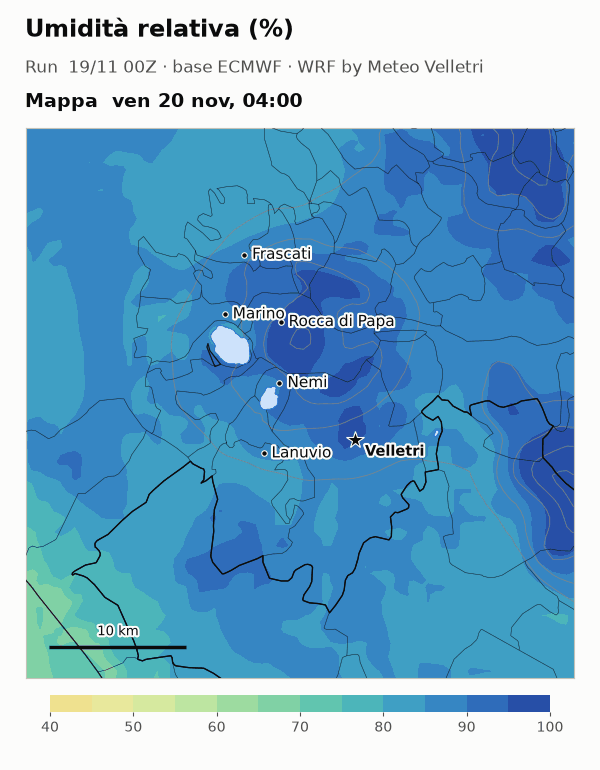 Umidità relativa (%)
Run  19/11 00Z · base ECMWF · WRF by Meteo Velletri
Mappa  ven 20 nov, 04:00
Frascati
Marino
Rocca di Papa
Nemi
Velletri
Lanuvio
10 km
40 50 60 70 80 90 100